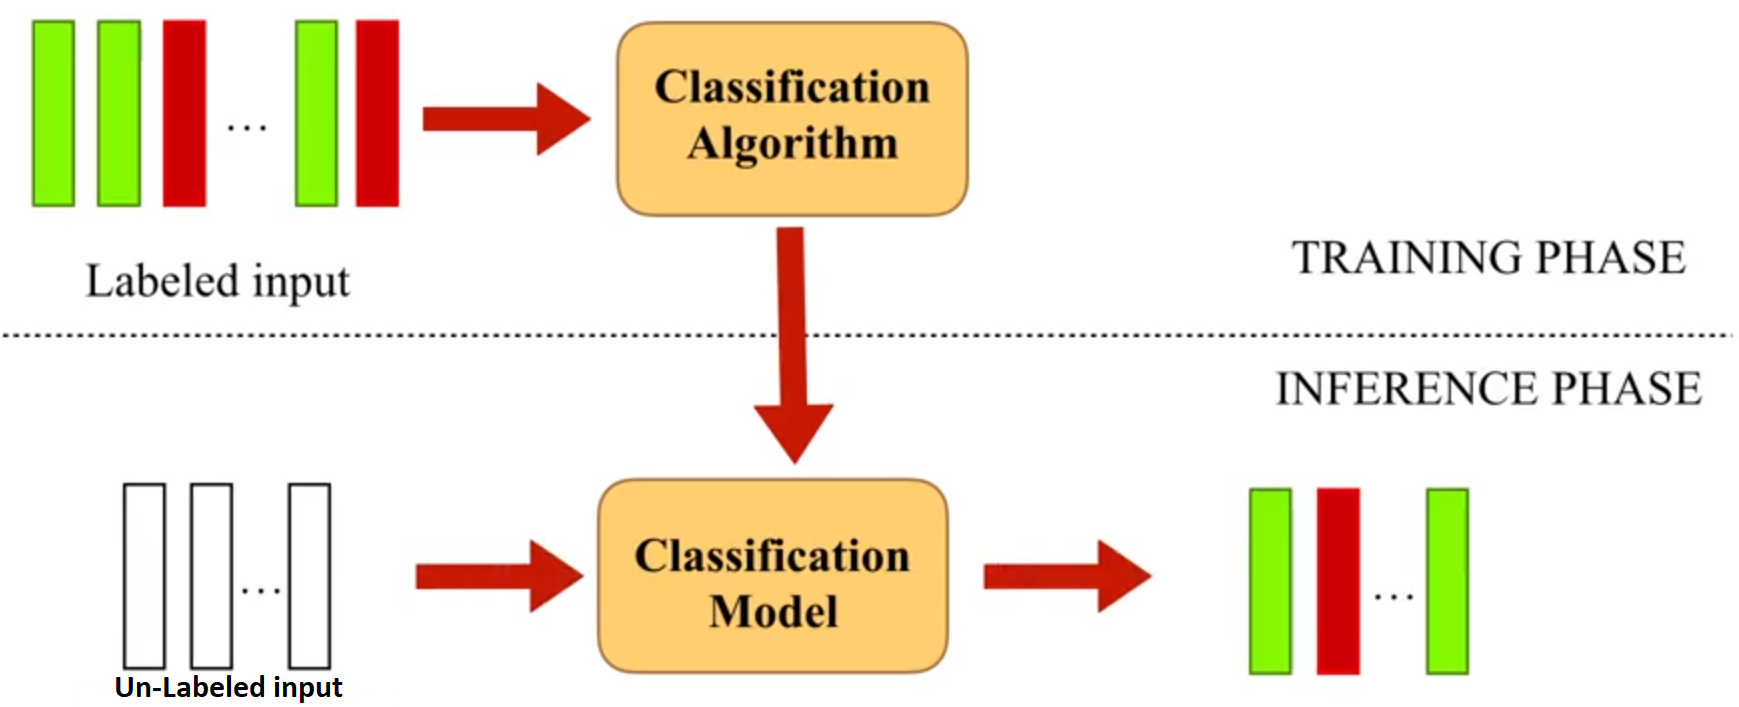 Classification
Algorithm
...
Labeled input
TRAINING PHASE
INFERENCE PHASE
Classification
Model
...
...
Un-Labeled input